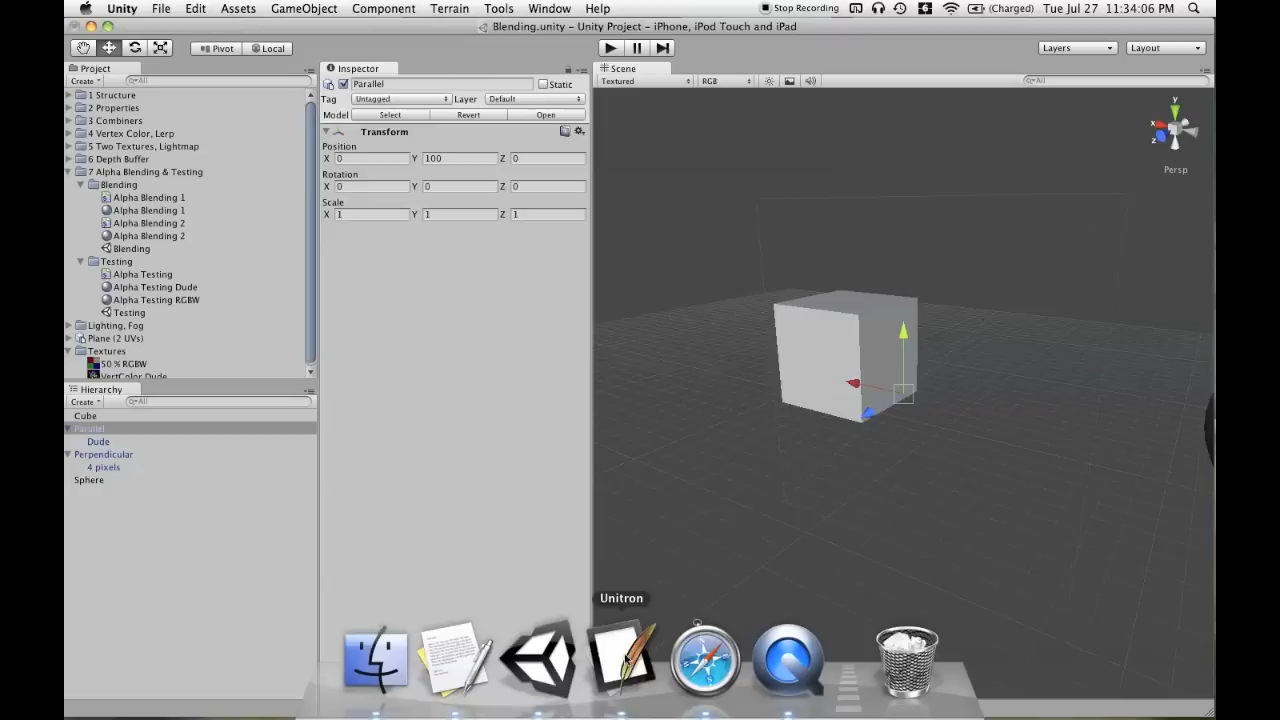 Unity File Edit Assets GameObject Component Terrain Tools Window Help Stop Recording 6 (Charged) Tue Jul 27 11:34:06 PM
Blending.unity - Unity Project - iPhone, iPod Touch and iPad
Pivot Local Layers Layout
Project
Create All
1 Structure
2 Properties
3 Combiners
4 Vertex Color, Lerp
5 Two Textures, Lightmap
6 Depth Buffer
7 Alpha Blending & Testing
Blending
Alpha Blending 1
Alpha Blending 1
Alpha Blending 2
Alpha Blending 2
Blending
Testing
Alpha Testing
Alpha Testing Dude
Alpha Testing RGBW
Testing
Lighting, Fog
Plane (2 UVs)
Textures
50 % RGBW
VertColor Dude
Hierarchy
Create All
Cube
Parallel
Dude
Perpendicular
4 pixels
Sphere
Inspector
Parallel Static
Tag Untagged Layer Default
Model Select Revert Open
Transform
Position
X 0 Y 100 Z 0
Rotation
X 0 Y 0 Z 0
Scale
X 1 Y 1 Z 1
Scene
Textured RGB All
y
x
z
Persp
Unitron